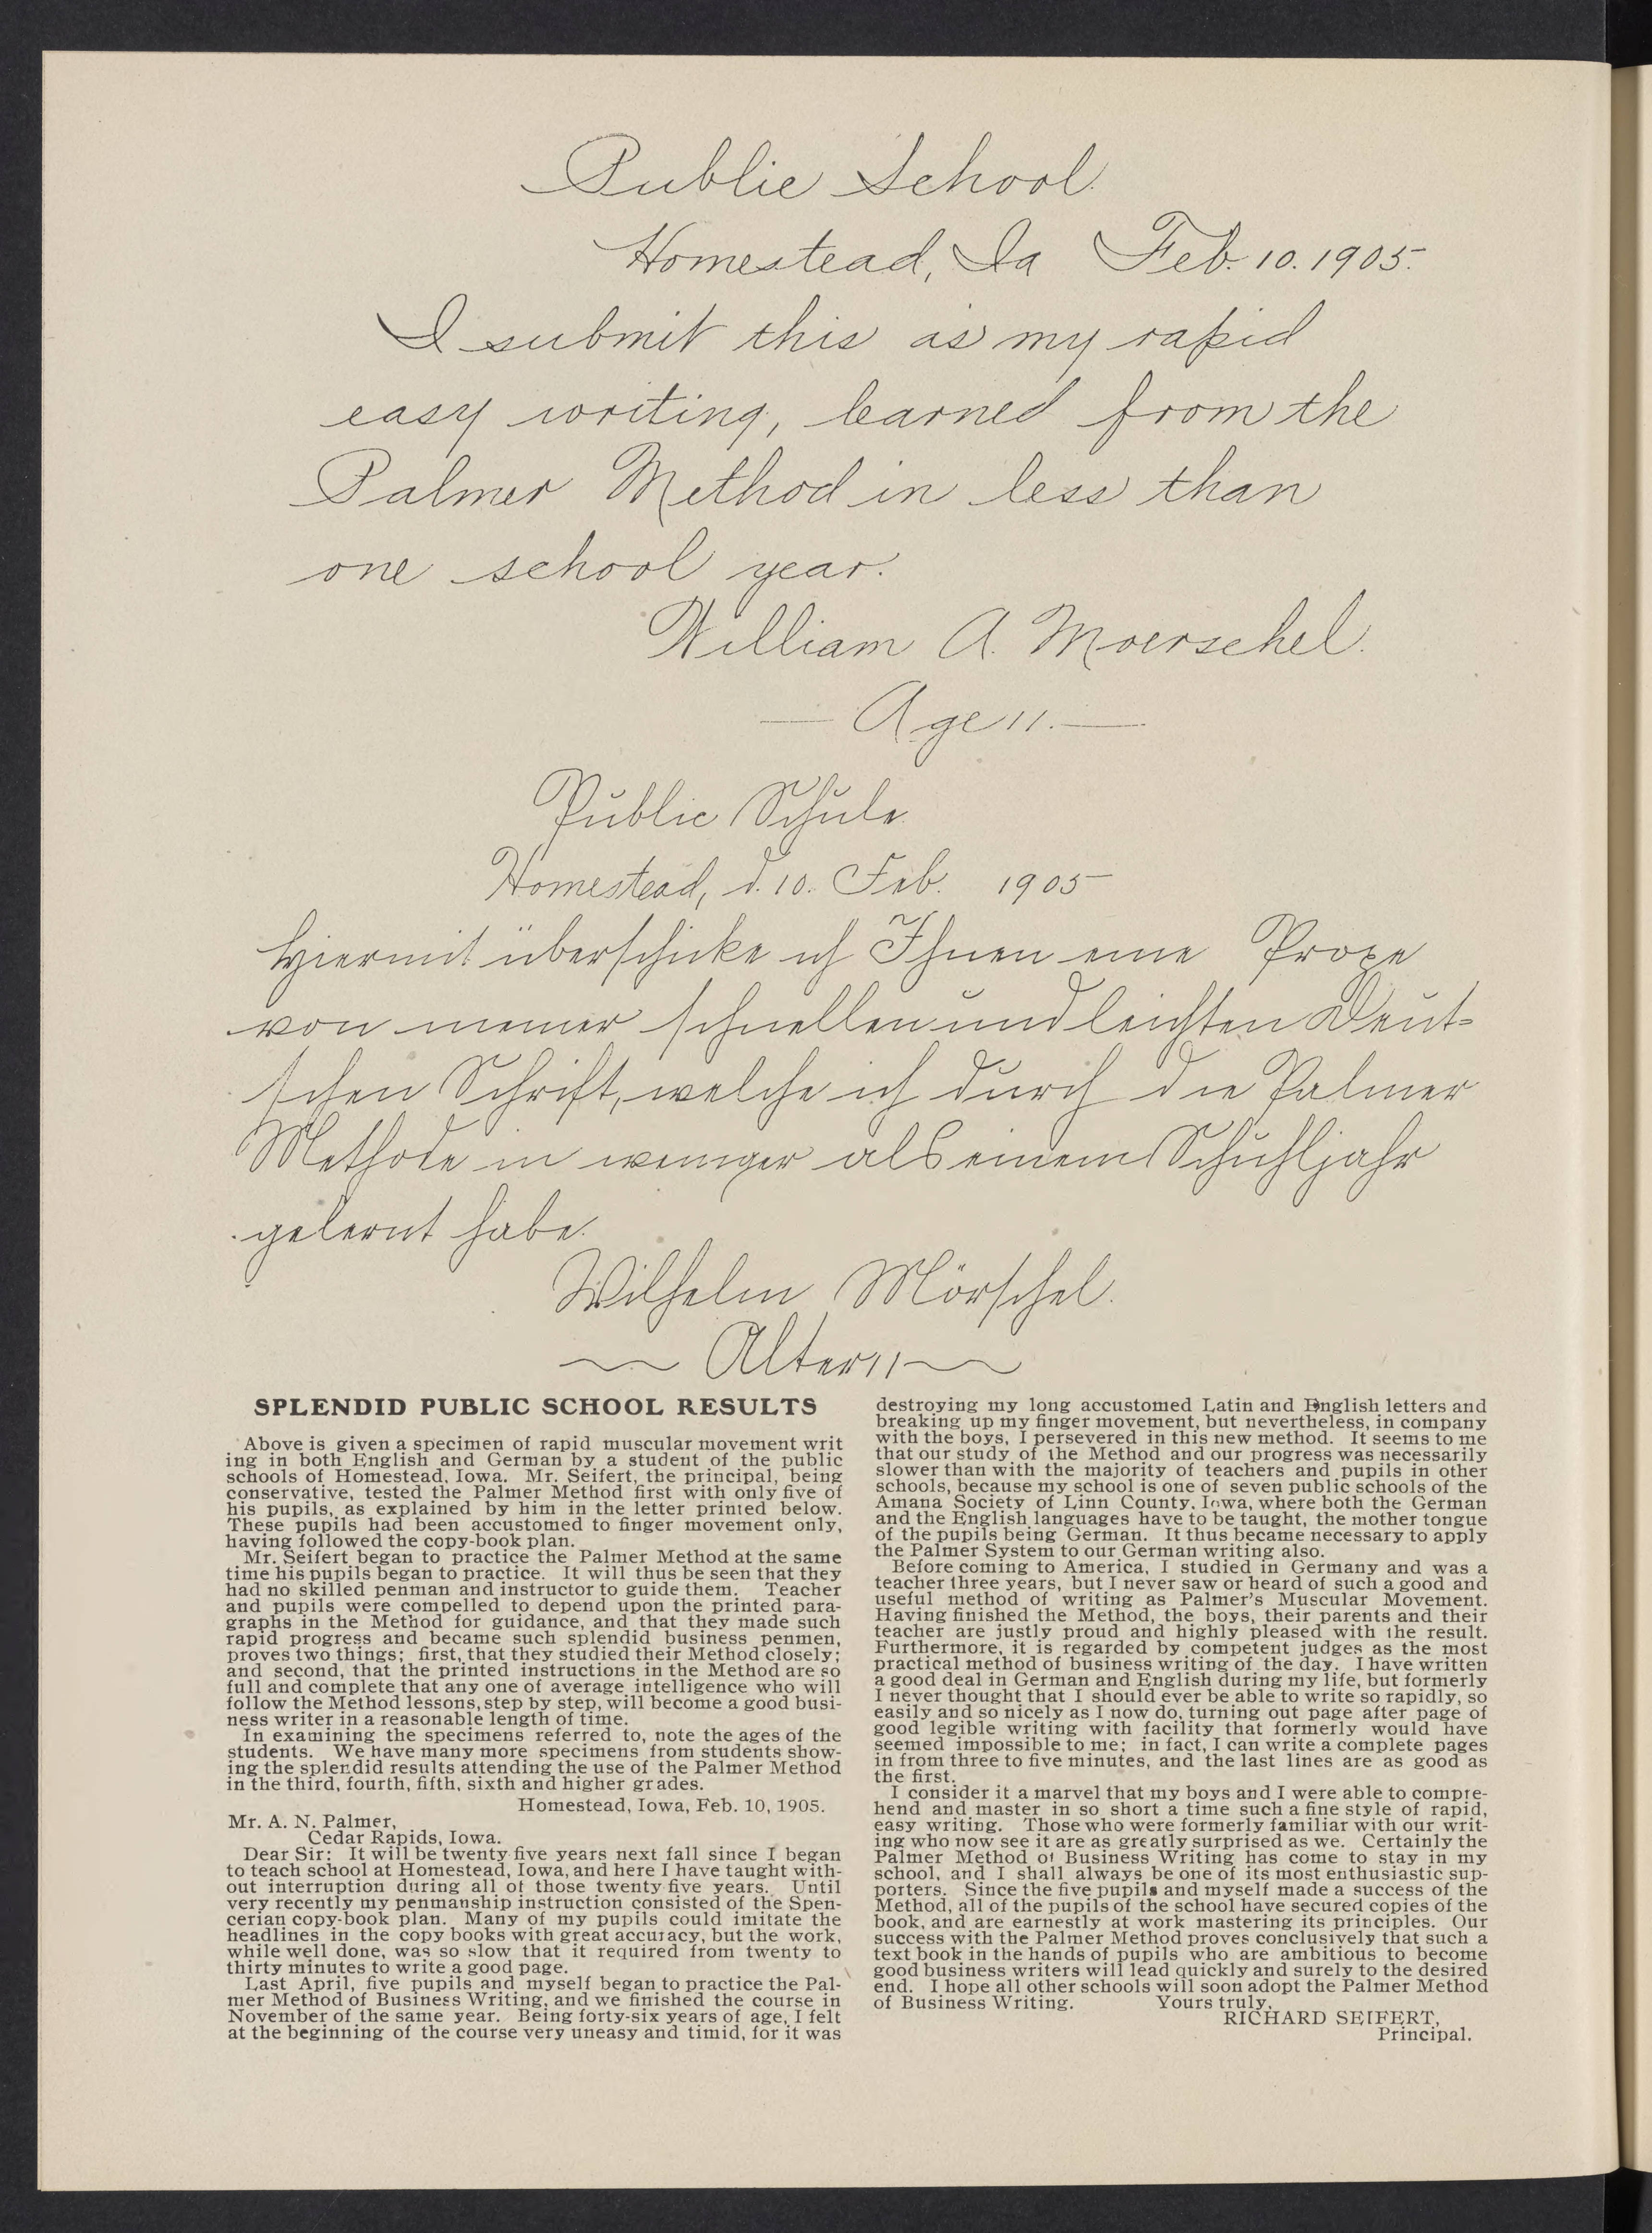 Public School.
Homestead, Ia Feb. 10. 1905.
I submit this as my rapid
easy writing, learned from the
Palmer Method in less than
one school year.
William A. Moerschel.
— Age 11. —
Public Schule
Homestead, d. 10. Feb. 1905
Hiermit überschicke ich Ihnen eine Probe
von meiner schnellen und leichten Deut-
schen Schrift, welche ich durch die Palmer
Methode in weniger als einem Schuhljahr
gelernt habe.
Wilhelm Mörschel.
~ Alter 11 ~
SPLENDID PUBLIC SCHOOL RESULTS
Above is given a specimen of rapid muscular movement writ
ing in both English and German by a student of the public
schools of Homestead, Iowa. Mr. Seifert, the principal, being
conservative, tested the Palmer Method first with only five of
his pupils, as explained by him in the letter printed below.
These pupils had been accustomed to finger movement only,
having followed the copy-book plan.
Mr. Seifert began to practice the Palmer Method at the same
time his pupils began to practice. It will thus be seen that they
had no skilled penman and instructor to guide them. Teacher
and pupils were compelled to depend upon the printed para-
graphs in the Method for guidance, and that they made such
rapid progress and became such splendid business penmen,
proves two things; first, that they studied their Method closely;
and second, that the printed instructions in the Method are so
full and complete that any one of average intelligence who will
follow the Method lessons, step by step, will become a good busi-
ness writer in a reasonable length of time.
In examining the specimens referred to, note the ages of the
students. We have many more specimens from students show-
ing the splendid results attending the use of the Palmer Method
in the third, fourth, fifth, sixth and higher grades.
Homestead, Iowa, Feb. 10, 1905.
Mr. A. N. Palmer,
Cedar Rapids, Iowa.
Dear Sir: It will be twenty five years next fall since I began
to teach school at Homestead, Iowa, and here I have taught with-
out interruption during all of those twenty five years. Until
very recently my penmanship instruction consisted of the Spen-
cerian copy-book plan. Many of my pupils could imitate the
headlines in the copy books with great accuracy, but the work,
while well done, was so slow that it required from twenty to
thirty minutes to write a good page.
Last April, five pupils and myself began to practice the Pal-
mer Method of Business Writing, and we finished the course in
November of the same year. Being forty-six years of age, I felt
at the beginning of the course very uneasy and timid, for it was
destroying my long accustomed Latin and English letters and
breaking up my finger movement, but nevertheless, in company
with the boys, I persevered in this new method. It seems to me
that our study of the Method and our progress was necessarily
slower than with the majority of teachers and pupils in other
schools, because my school is one of seven public schools of the
Amana Society of Linn County, Iowa, where both the German
and the English languages have to be taught, the mother tongue
of the pupils being German. It thus became necessary to apply
the Palmer System to our German writing also.
Before coming to America, I studied in Germany and was a
teacher three years, but I never saw or heard of such a good and
useful method of writing as Palmer's Muscular Movement.
Having finished the Method, the boys, their parents and their
teacher are justly proud and highly pleased with the result.
Furthermore, it is regarded by competent judges as the most
practical method of business writing of the day. I have written
a good deal in German and English during my life, but formerly
I never thought that I should ever be able to write so rapidly, so
easily and so nicely as I now do, turning out page after page of
good legible writing with facility that formerly would have
seemed impossible to me; in fact, I can write a complete pages
in from three to five minutes, and the last lines are as good as
the first.
I consider it a marvel that my boys and I were able to compre-
hend and master in so short a time such a fine style of rapid,
easy writing. Those who were formerly familiar with our writ-
ing who now see it are as greatly surprised as we. Certainly the
Palmer Method of Business Writing has come to stay in my
school, and I shall always be one of its most enthusiastic sup-
porters. Since the five pupils and myself made a success of the
Method, all of the pupils of the school have secured copies of the
book, and are earnestly at work mastering its principles. Our
success with the Palmer Method proves conclusively that such a
text book in the hands of pupils who are ambitious to become
good business writers will lead quickly and surely to the desired
end. I hope all other schools will soon adopt the Palmer Method
of Business Writing. Yours truly,
RICHARD SEIFERT,
Principal.